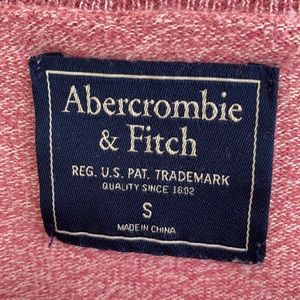 Abercrombie
& Fitch
REG. U.S. PAT. TRADEMARK
QUALITY SINCE 1892
S
MADE IN CHINA